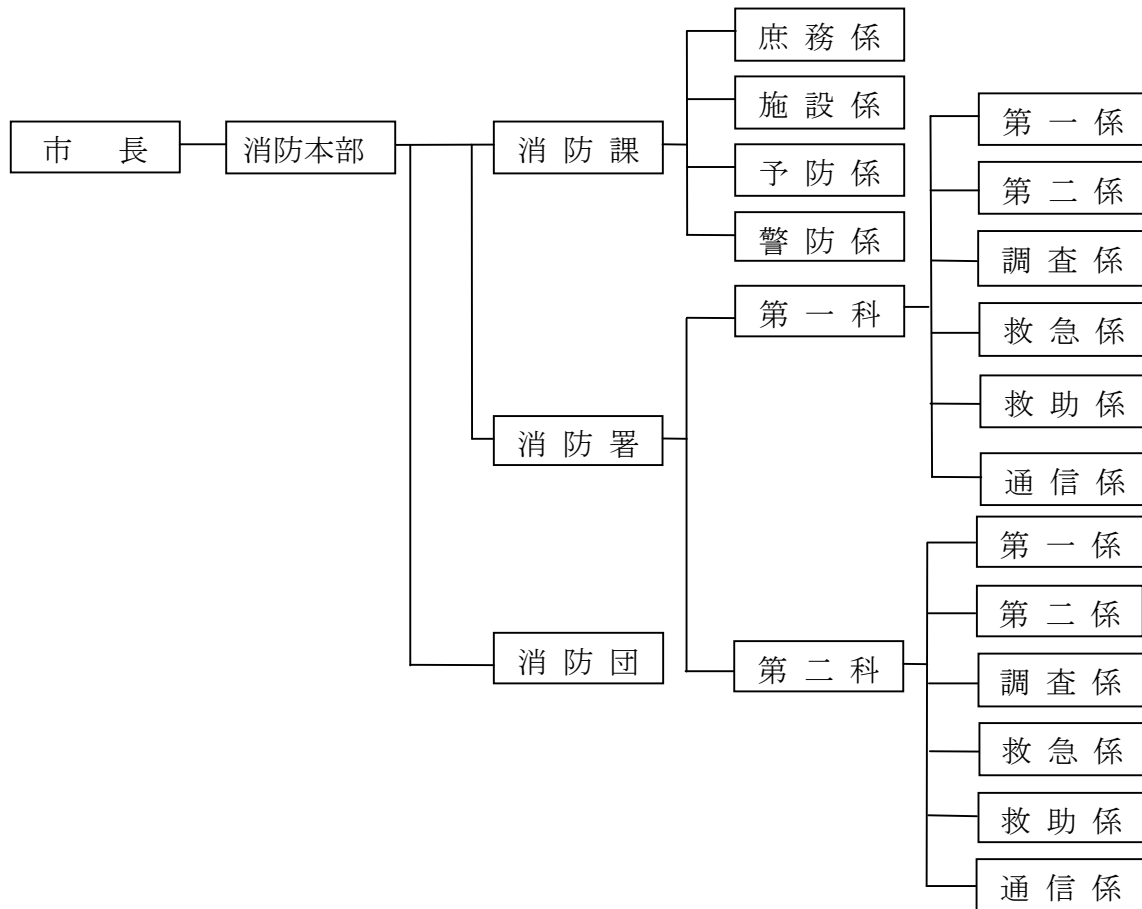 市 長
消防本部
消 防 課
庶 務 係
施 設 係
予 防 係
警 防 係
消 防 署
第 一 科
第 一 係
第 二 係
調 査 係
救 急 係
救 助 係
通 信 係
第 二 科
第 一 係
第 二 係
調 査 係
救 急 係
救 助 係
通 信 係
消 防 団